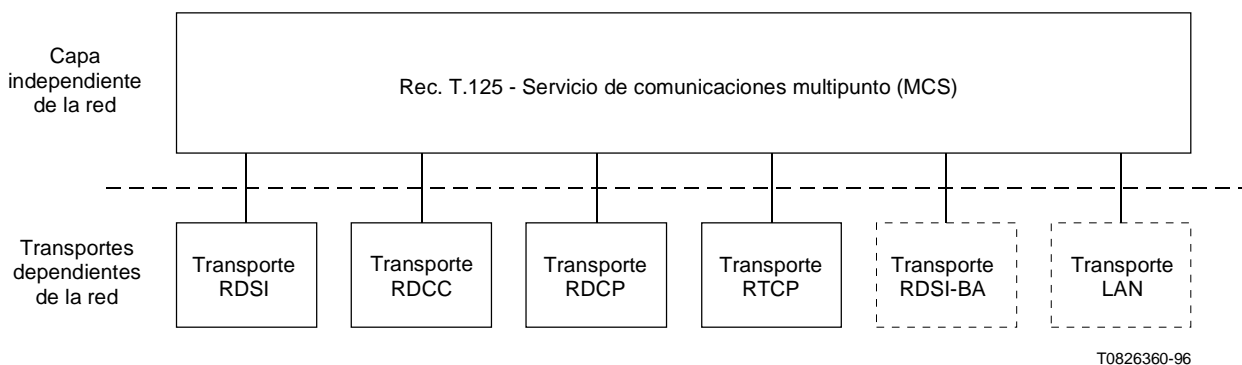 Capa
independiente
de la red
Rec. T.125 - Servicio de comunicaciones multipunto (MCS)
Transportes
dependientes
de la red
Transporte
RDSI
Transporte
RDCC
Transporte
RDCP
Transporte
RTCP
Transporte
RDSI-BA
Transporte
LAN
T0826360-96